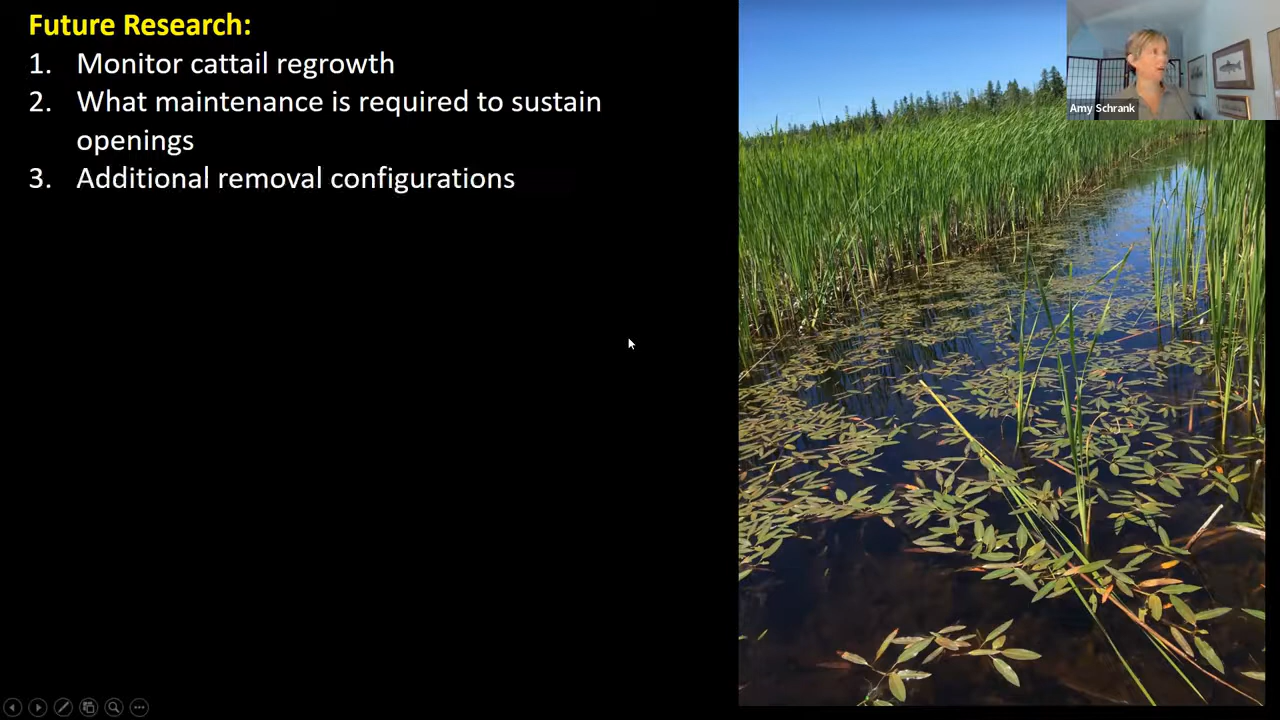 Future Research:
1. Monitor cattail regrowth
2. What maintenance is required to sustain
openings
3. Additional removal configurations
Amy Schrank